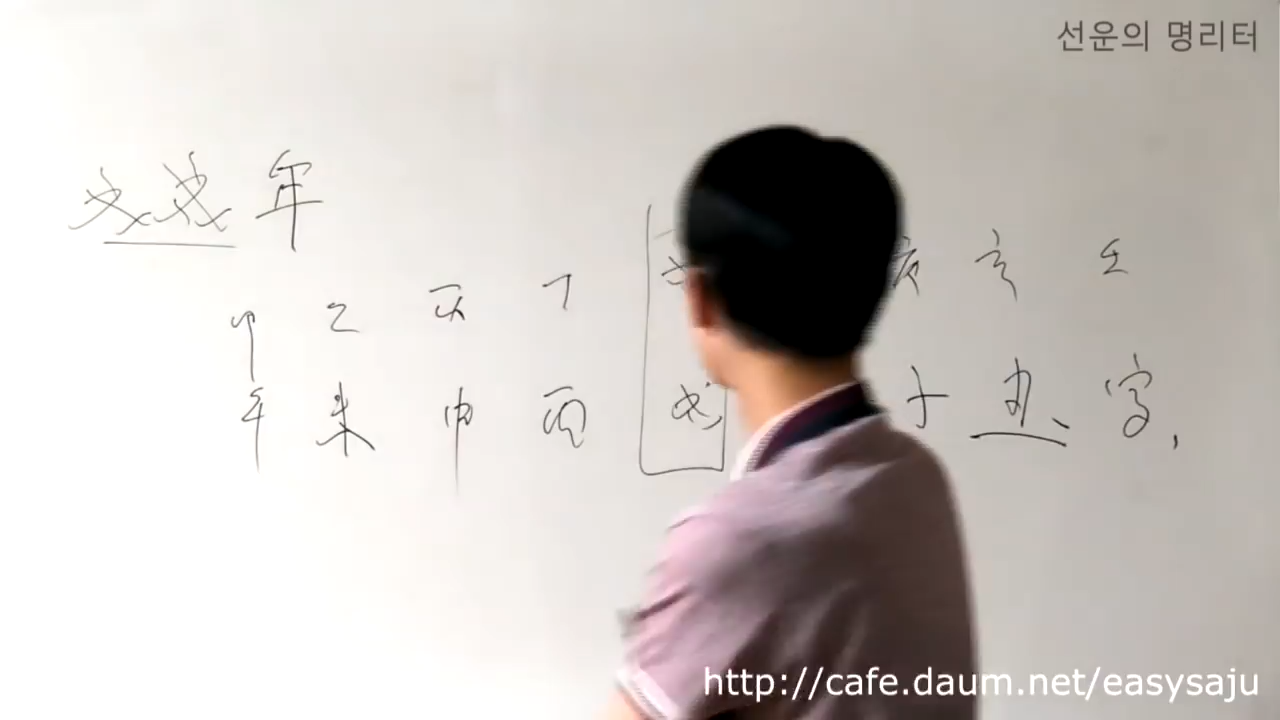 선운의 명리터
戊戌年
甲 乙 丙 丁 庚 辛 壬
午 未 申 酉 戌 子 丑
http://cafe.daum.net/easysaju